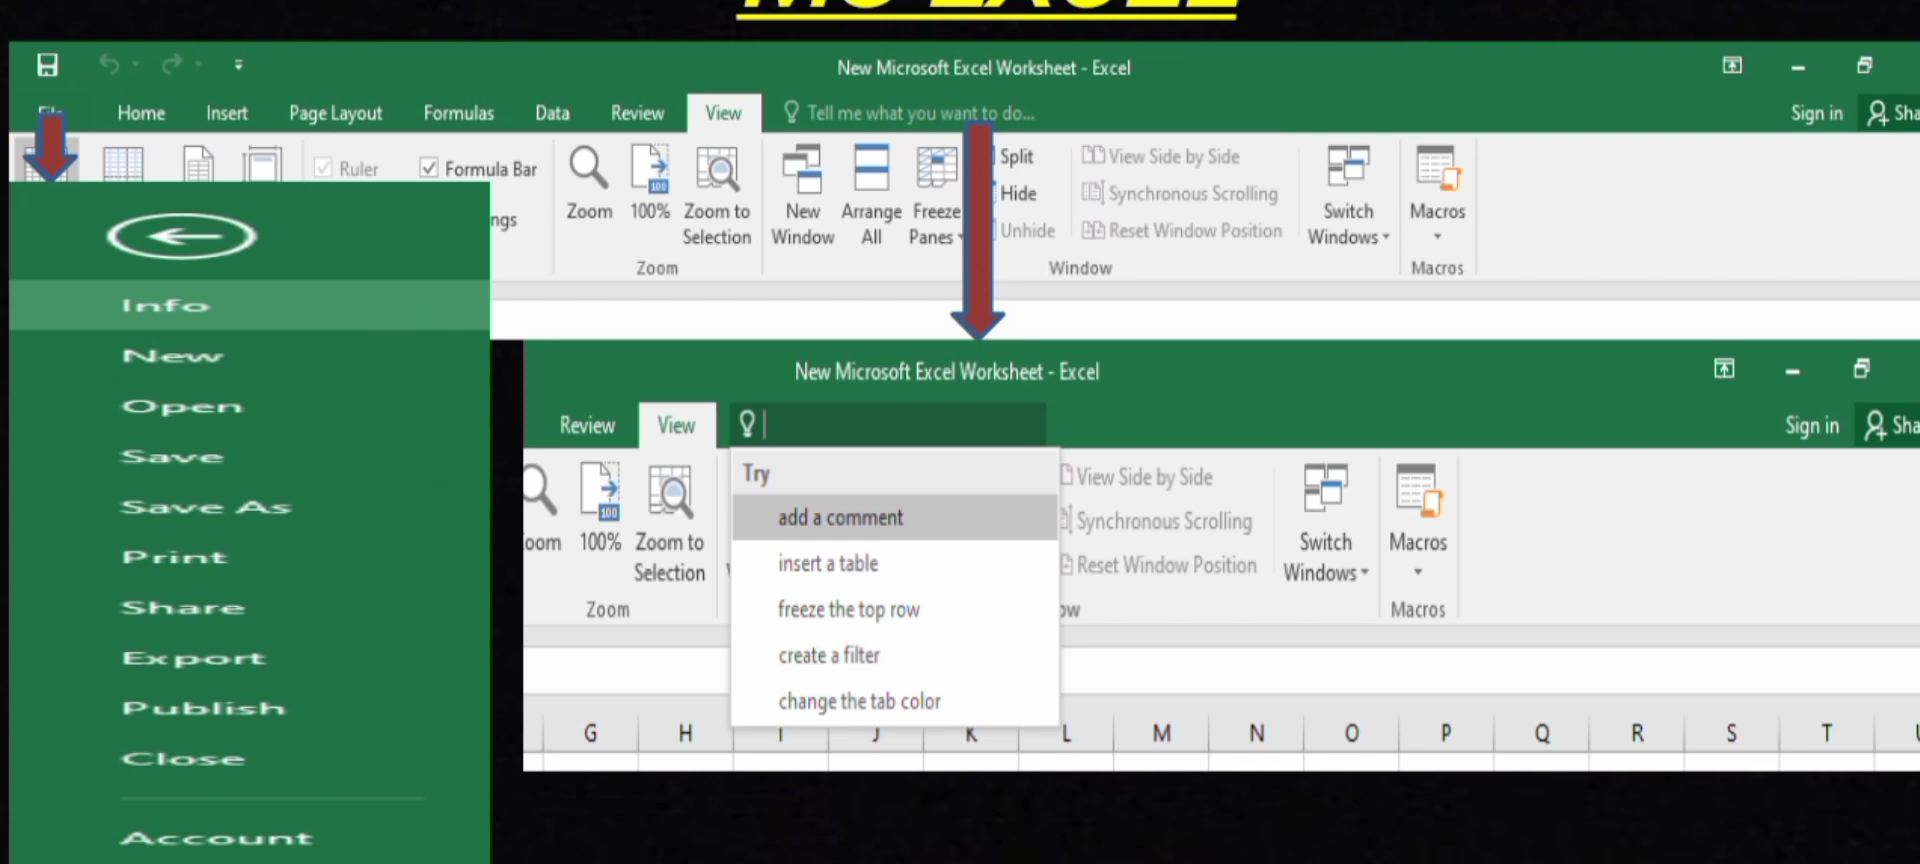 MS EXCEL
New Microsoft Excel Worksheet - Excel
Home Insert Page Layout Formulas Data Review View Tell me what you want to do... Sign in Sha
Ruler Formula Bar
ngs
Zoom 100% Zoom to Selection
Zoom
New Window Arrange All Freeze Panes
Split
Hide
Unhide
View Side by Side
Synchronous Scrolling
Reset Window Position
Switch Windows
Window
Macros
Macros
Info
New
Open
Save
Save As
Print
Share
Export
Publish
Close
Account
New Microsoft Excel Worksheet - Excel
Review View Sign in Sha
oom 100% Zoom to Selection
Zoom
Try
add a comment
insert a table
freeze the top row
create a filter
change the tab color
View Side by Side
Synchronous Scrolling
Reset Window Position
ow
Switch Windows
Macros
Macros
G H I J K L M N O P Q R S T